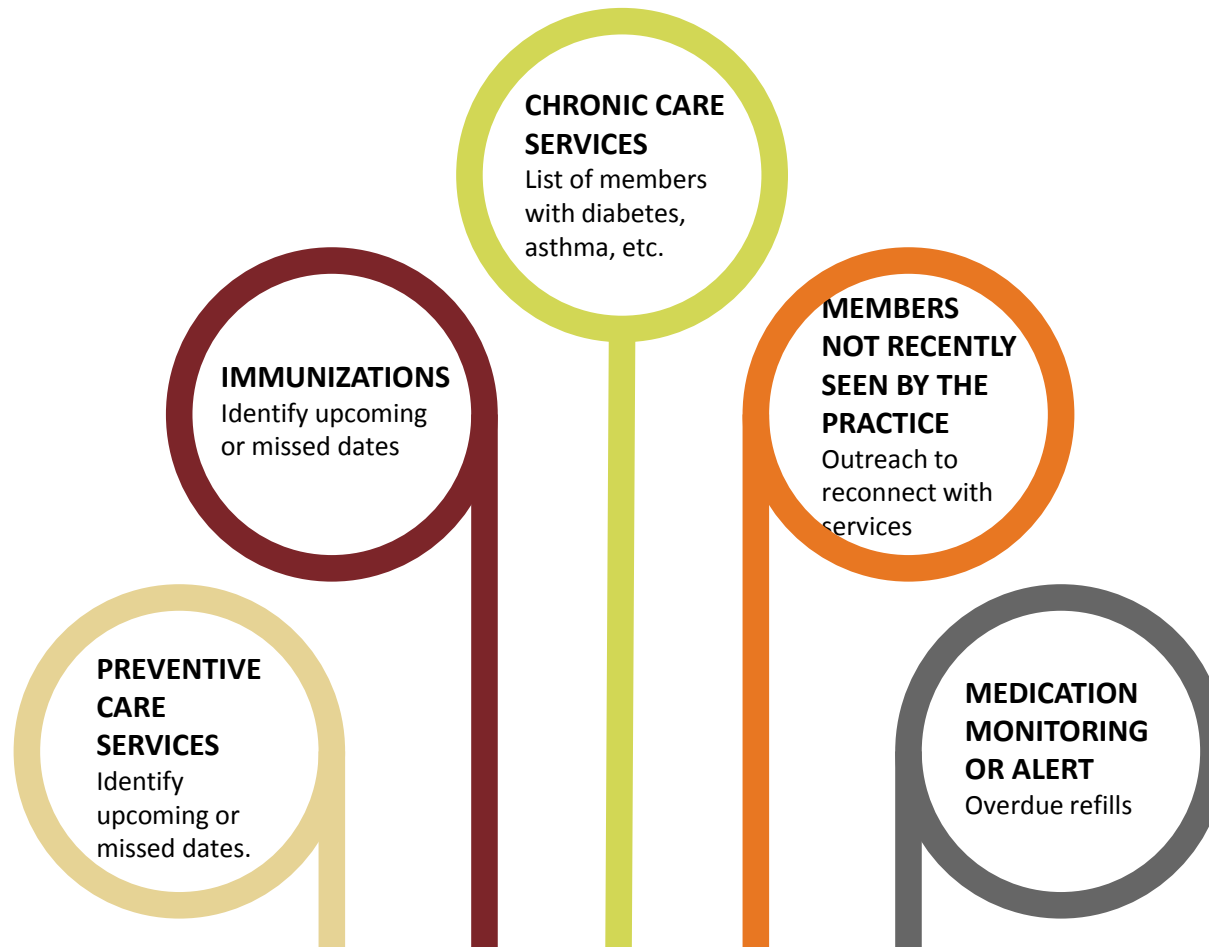 CHRONIC CARE
SERVICES
List of members
with diabetes,
asthma, etc.
IMMUNIZATIONS
Identify upcoming
or missed dates
MEMBERS
NOT RECENTLY
SEEN BY THE
PRACTICE
Outreach to
reconnect with
services
PREVENTIVE
CARE
SERVICES
Identify
upcoming or
missed dates.
MEDICATION
MONITORING
OR ALERT
Overdue refills